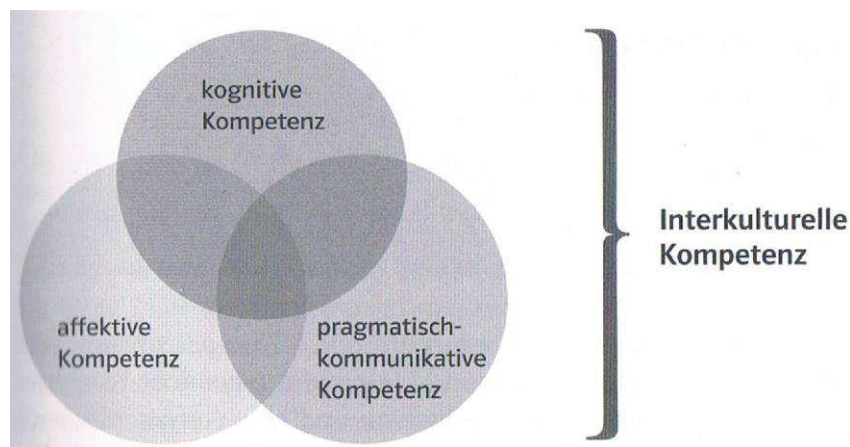 kognitive
Kompetenz
affektive
Kompetenz
pragmatisch-
kommunikative
Kompetenz
Interkulturelle
Kompetenz